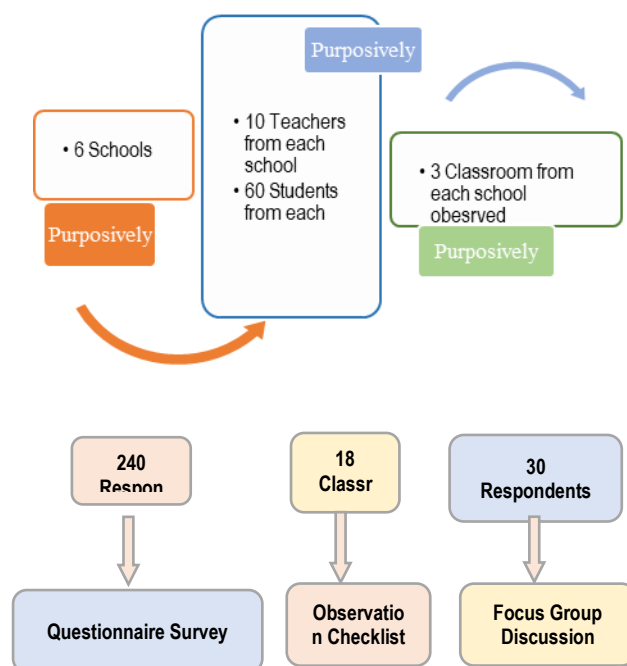 Purposively
• 6 Schools
Purposively
• 10 Teachers
from each
school
• 60 Students
from each
• 3 Classroom from
each school
obesrved
Purposively
240
Respon
18
Classr
30
Respondents
Questionnaire Survey
Observatio
n Checklist
Focus Group
Discussion